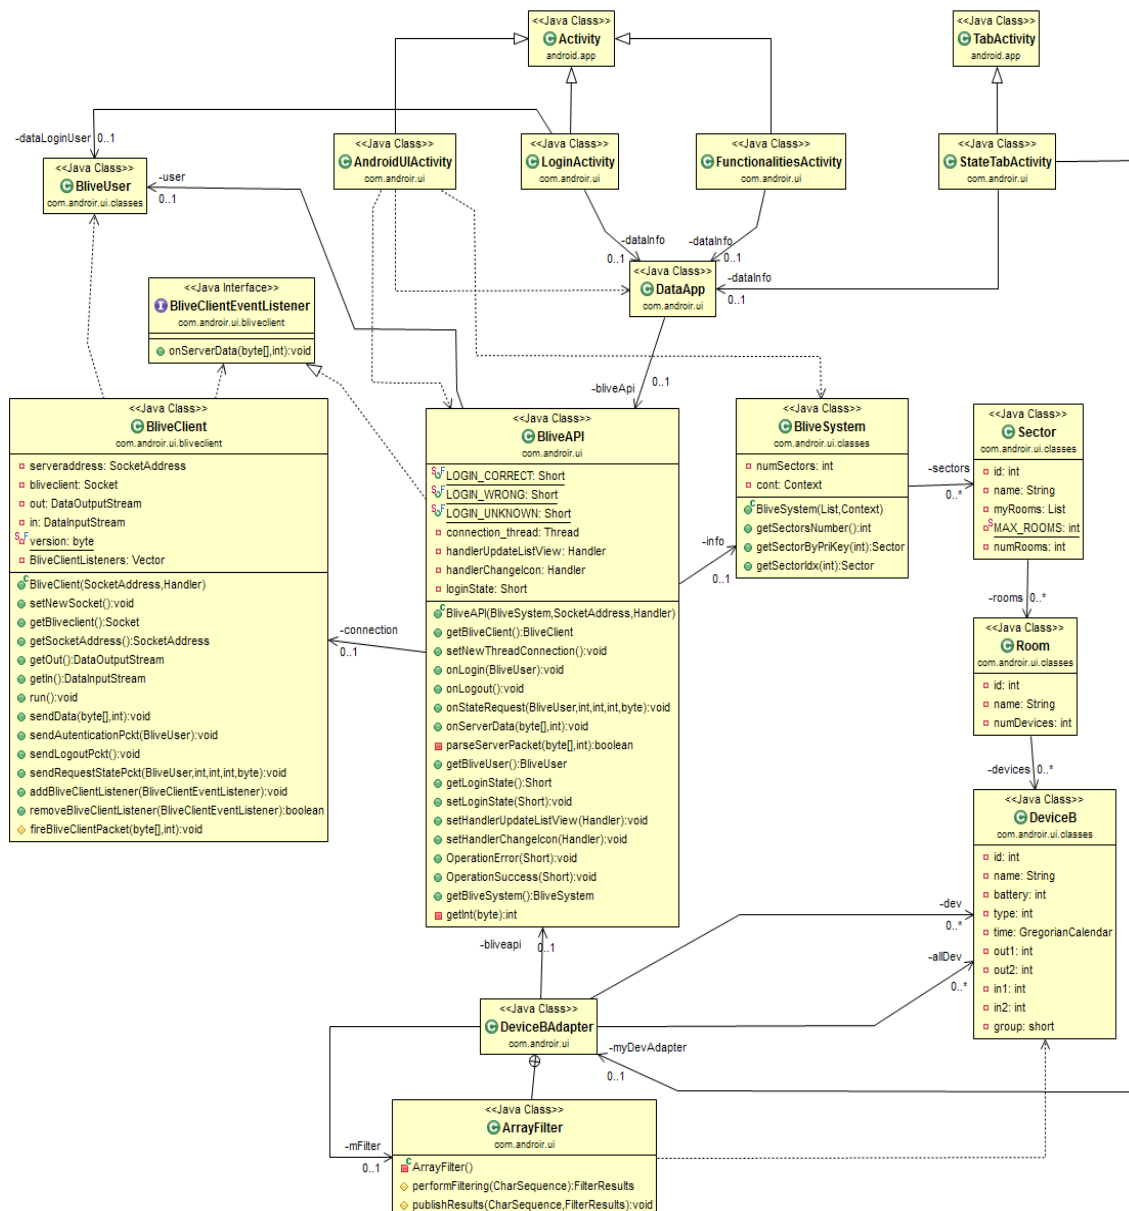 <<Java Class>>
Activity
android.app
<<Java Class>>
TabActivity
android.app
-dataLoginUser
0..1
<<Java Class>>
AndroidUIActivity
com.androir.ui
<<Java Class>>
LoginActivity
com.androir.ui
<<Java Class>>
FunctionalitiesActivity
com.androir.ui
<<Java Class>>
StateTabActivity
com.androir.ui
<<Java Class>>
BliveUser
com.androir.ui.classes
-user
0..1
-dataInfo
0..1
-dataInfo
0..1
-dataInfo
0..1
<<Java Class>>
DataApp
com.androir.ui
<<Java Interface>>
BliveClientEventListener
com.androir.ui.bliveclient
onServerData(byte[],int):void
-bliveApi
0..1
<<Java Class>>
BliveClient
com.androir.ui.bliveclient
serveraddress: SocketAddress
bliveclient: Socket
out: DataOutputStream
in: DataInputStream
version: byte
BliveClientListeners: Vector
BliveClient(SocketAddress,Handler)
setNewSocket():void
getBliveclient():Socket
getSocketAddress():SocketAddress
getOut():DataOutputStream
getIn():DataInputStream
run():void
sendData(byte[],int):void
sendAutenticationPckt(BliveUser):void
sendLogoutPckt():void
sendRequestStatePckt(BliveUser,int,int,int,byte):void
addBliveClientListener(BliveClientEventListener):void
removeBliveClientListener(BliveClientEventListener):boolean
fireBliveClientPacket(byte[],int):void
-connection
0..1
<<Java Class>>
BliveAPI
com.androir.ui
LOGIN_CORRECT: Short
LOGIN_WRONG: Short
LOGIN_UNKNOWN: Short
connection_thread: Thread
handlerUpdateListView: Handler
handlerChangeIcon: Handler
loginState: Short
BliveAPI(BliveSystem,SocketAddress,Handler)
getBliveClient():BliveClient
setNewThreadConnection():void
onLogin(BliveUser):void
onLogout():void
onStateRequest(BliveUser,int,int,int,byte):void
onServerData(byte[],int):void
parseServerPacket(byte[],int):boolean
getBliveUser():BliveUser
getLoginState():Short
setLoginState(Short):void
setHandlerUpdateListView(Handler):void
setHandlerChangeIcon(Handler):void
OperationError(Short):void
OperationSuccess(Short):void
getBliveSystem():BliveSystem
getInt(byte):int
-info
0..1
<<Java Class>>
BliveSystem
com.androir.ui.classes
numSectors: int
cont: Context
BliveSystem(List,Context)
getSectorsNumber():int
getSectorByPriKey(int):Sector
getSectorIdx(int):Sector
-sectors
0..*
<<Java Class>>
Sector
com.androir.ui.classes
id: int
name: String
myRooms: List
MAX_ROOMS: int
numRooms: int
-rooms
0..*
<<Java Class>>
Room
com.androir.ui.classes
id: int
name: String
numDevices: int
-devices
0..*
<<Java Class>>
DeviceB
com.androir.ui.classes
id: int
name: String
battery: int
type: int
time: GregorianCalendar
out1: int
out2: int
in1: int
in2: int
group: short
-dev
0..*
-allDev
0..*
-bliveapi
0..1
<<Java Class>>
DeviceBAdapter
com.androir.ui
-myDevAdapter
0..1
-mFilter
0..1
<<Java Class>>
ArrayFilter
com.androir.ui
ArrayFilter()
performFiltering(CharSequence):FilterResults
publishResults(CharSequence,FilterResults):void